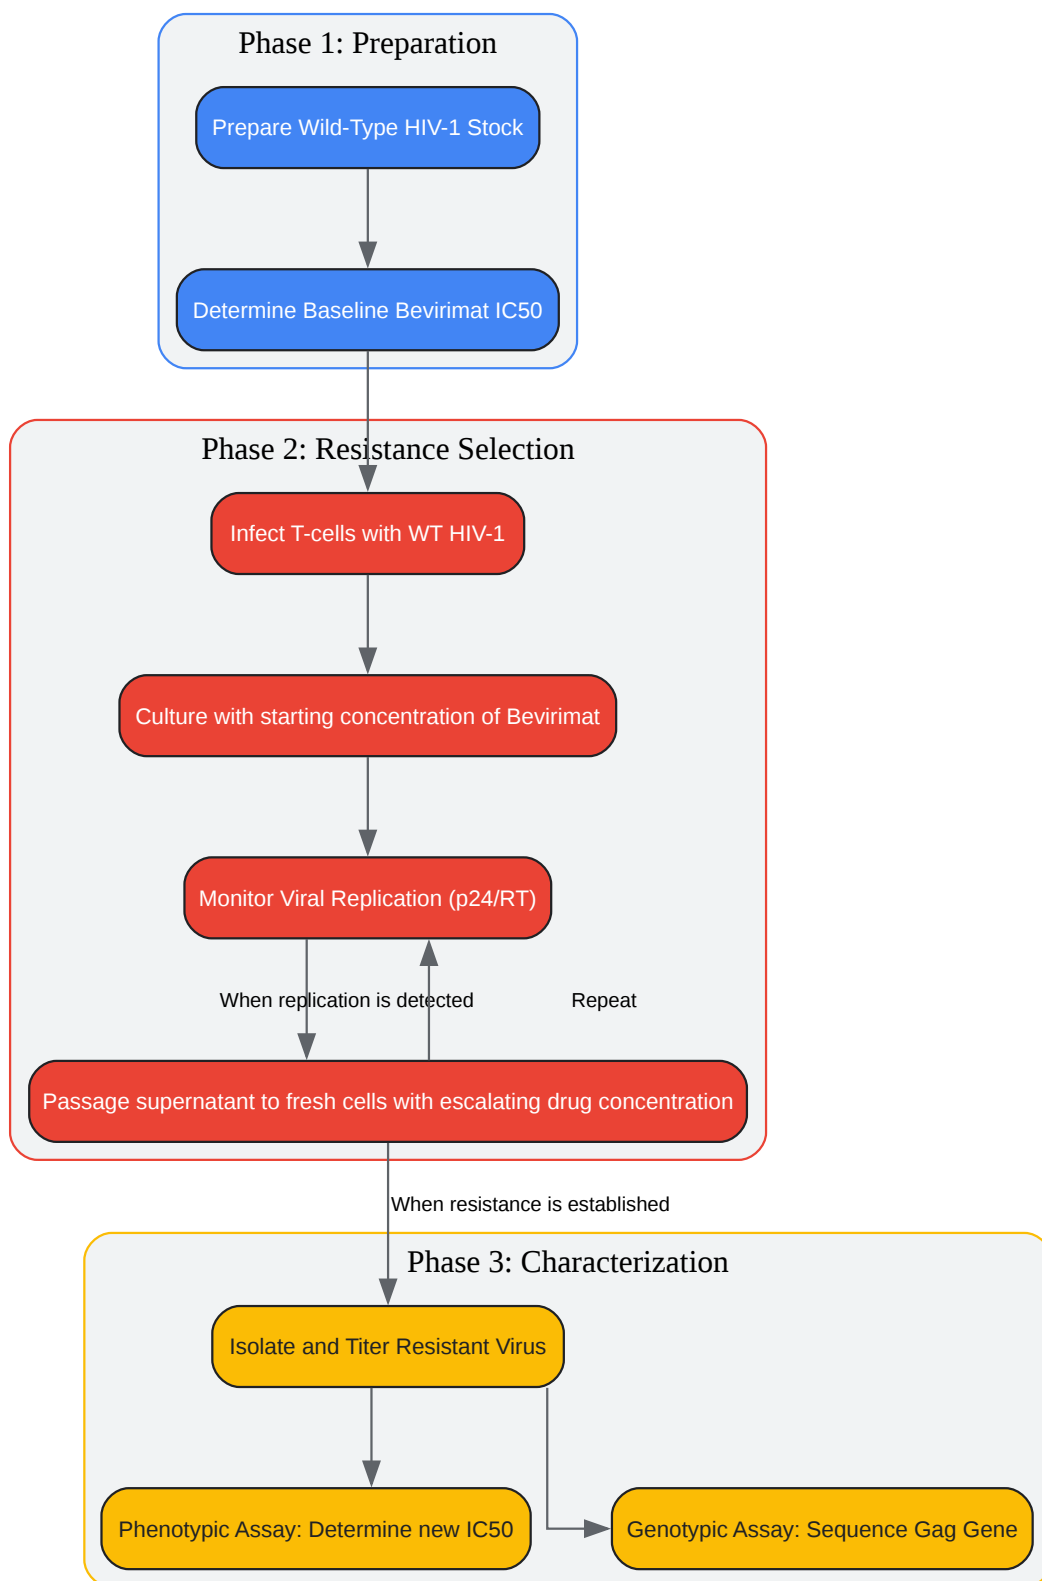 Phase 1: Preparation
Prepare Wild-Type HIV-1 Stock
Determine Baseline Bevirimat IC50
Phase 2: Resistance Selection
Infect T-cells with WT HIV-1
Culture with starting concentration of Bevirimat
Monitor Viral Replication (p24/RT)
When replication is detected
Repeat
Passage supernatant to fresh cells with escalating drug concentration
When resistance is established
Phase 3: Characterization
Isolate and Titer Resistant Virus
Phenotypic Assay: Determine new IC50
Genotypic Assay: Sequence Gag Gene